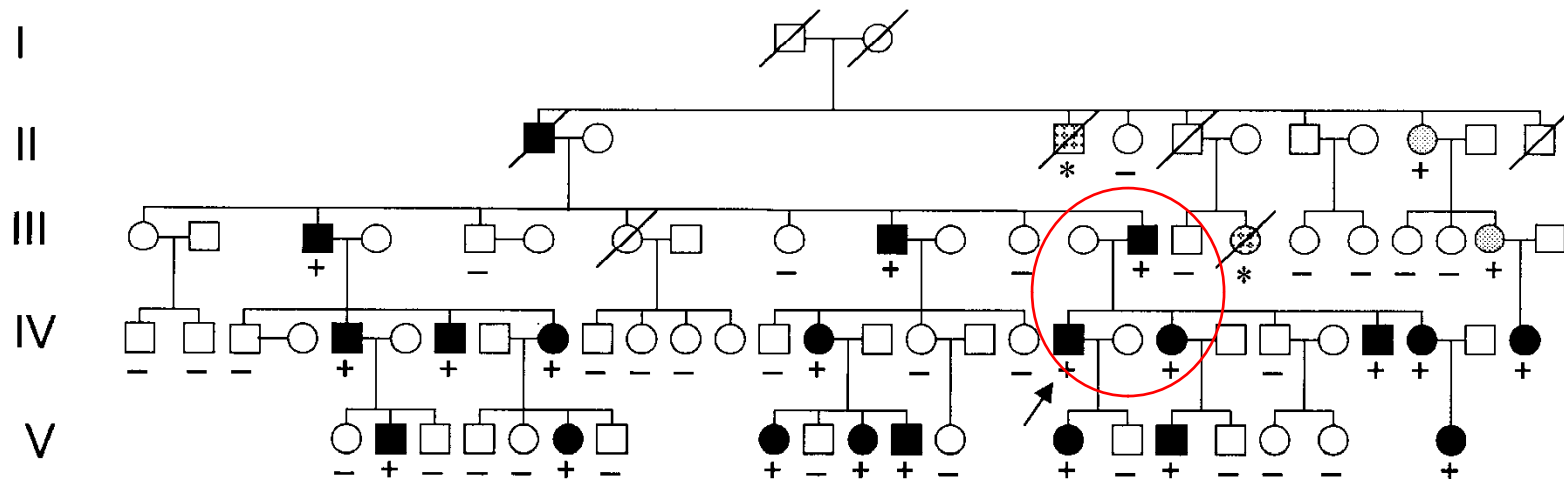 I
II
* − − +
III
+ − − + − + − * − − − − +
IV
− − − + + + − − − − + − − + + − + + +
V
− + − − − + − + − + + − + − + − − − +